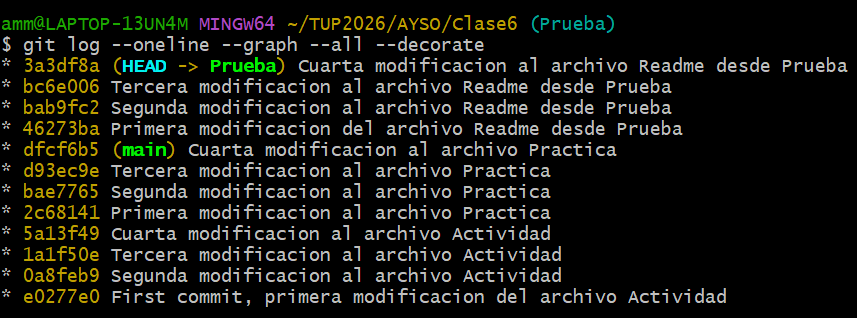 amm@LAPTOP-13UN4M MINGW64 ~/TUP2026/AYSO/Clase6 (Prueba)
$ git log --oneline --graph --all --decorate
* 3a3df8a (HEAD -> Prueba) Cuarta modificacion al archivo Readme desde Prueba
* bc6e006 Tercera modificacion al archivo Readme desde Prueba
* bab9fc2 Segunda modificacion al archivo Readme desde Prueba
* 46273ba Primera modificacion del archivo Readme desde Prueba
* dfcf6b5 (main) Cuarta modificacion al archivo Practica
* d93ec9e Tercera modificacion al archivo Practica
* bae7765 Segunda modificacion al archivo Practica
* 2c68141 Primera modificacion al archivo Practica
* 5a13f49 Cuarta modificacion al archivo Actividad
* 1a1f50e Tercera modificacion al archivo Actividad
* 0a8feb9 Segunda modificacion al archivo Actividad
* e0277e0 First commit, primera modificacion del archivo Actividad